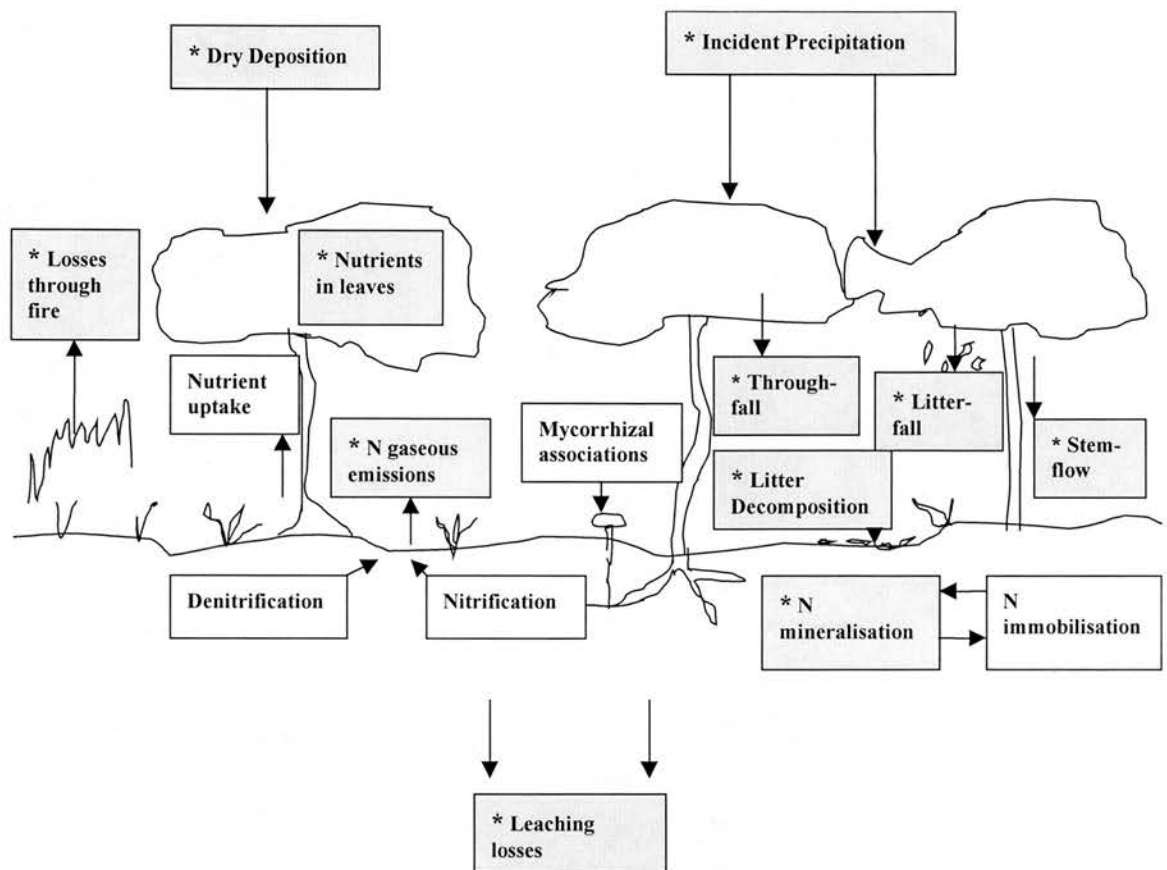 * Dry Deposition
* Incident Precipitation
* Losses
through
fire
* Nutrients
in leaves
Nutrient
uptake
* N gaseous
emissions
Mycorrhizal
associations
* Through-
fall
* Litter-
fall
* Stem-
flow
* Litter
Decomposition
Denitrification
Nitrification
* N
mineralisation
N
immobilisation
* Leaching
losses